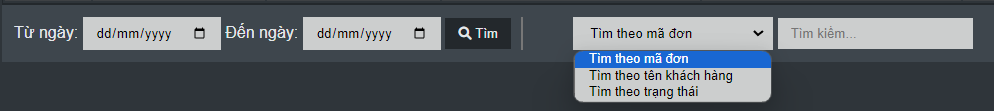 Từ ngày: dd/mm/yyyy Đến ngày: dd/mm/yyyy Tìm Tìm theo mã đơn Tìm kiếm...
Tìm theo mã đơn
Tìm theo tên khách hàng
Tìm theo trạng thái